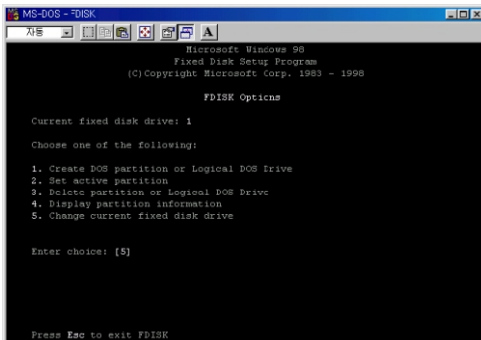 MS-DOS - FDISK
자동
A
Microsoft Windows 98
Fixed Disk Setup Program
(C)Copyright Microsoft Corp. 1983 - 1998
FDISK Options
Current fixed disk drive: 1
Choose one of the following:
1. Create DOS partition or Logical DOS Drive
2. Set active partition
3. Delete partition or Logical DOS Drive
4. Display partition information
5. Change current fixed disk drive
Enter choice: [5]
Press Esc to exit FDISK